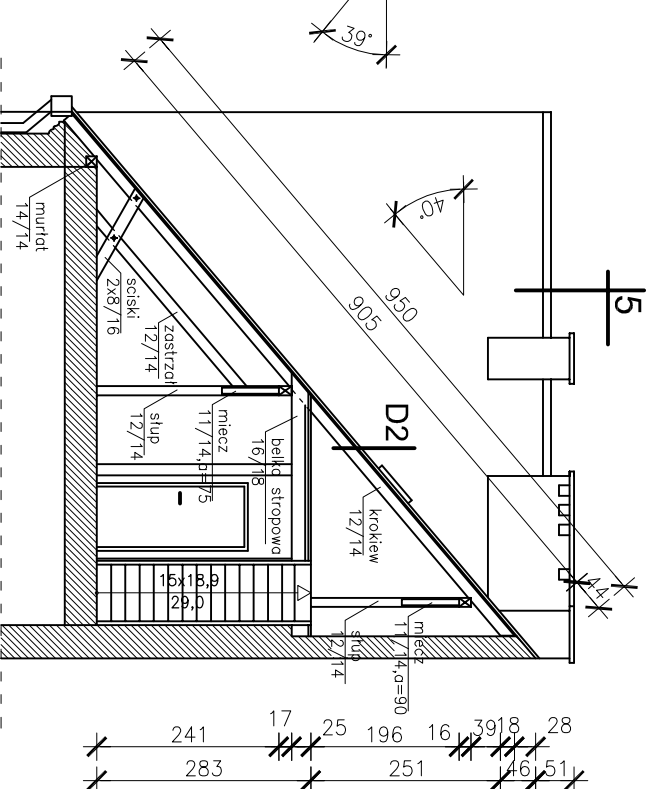 39°
40°
5
950
905
44
murłat
14/14
sciski
2x8/16
zastrzał
12/14
słup
12/14
miecz
11/14,a=75
belka stropowa
16/18
D2
krokiew
12/14
15x18,9
29,0
słup
12/14
miecz
11/14,a=90
241
17
25
196
16
39
18
28
283
251
46
51